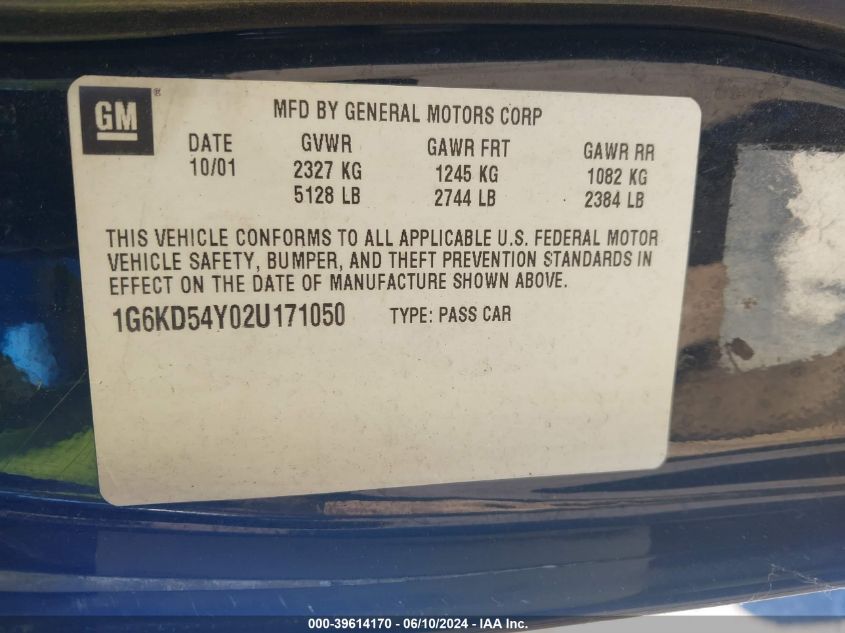 GM®
MFD BY GENERAL MOTORS CORP
DATE GVWR GAWR FRT GAWR RR
10/01 2327 KG 1245 KG 1082 KG
5128 LB 2744 LB 2384 LB
THIS VEHICLE CONFORMS TO ALL APPLICABLE U.S. FEDERAL MOTOR
VEHICLE SAFETY, BUMPER, AND THEFT PREVENTION STANDARDS IN
EFFECT ON THE DATE OF MANUFACTURE SHOWN ABOVE.
1G6KD54Y02U171050 TYPE: PASS CAR
000-39614170 - 06/10/2024 - IAA Inc.